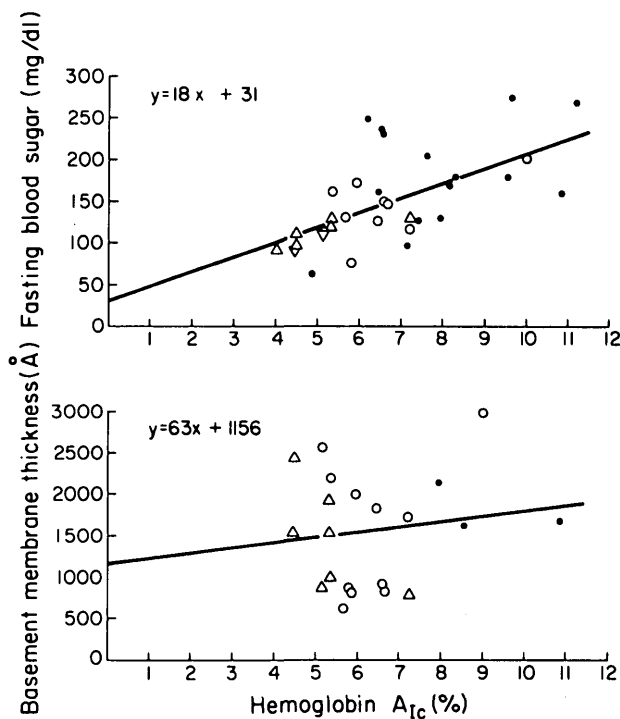 Fasting blood sugar (mg/dl)
300
250
200
150
100
50
0
y=18x + 31
1 2 3 4 5 6 7 8 9 10 11 12
Basement membrane thickness(Å)
3000
2500
2000
1500
1000
500
0
y=63x + 1156
1 2 3 4 5 6 7 8 9 10 11 12
Hemoglobin AIc (%)